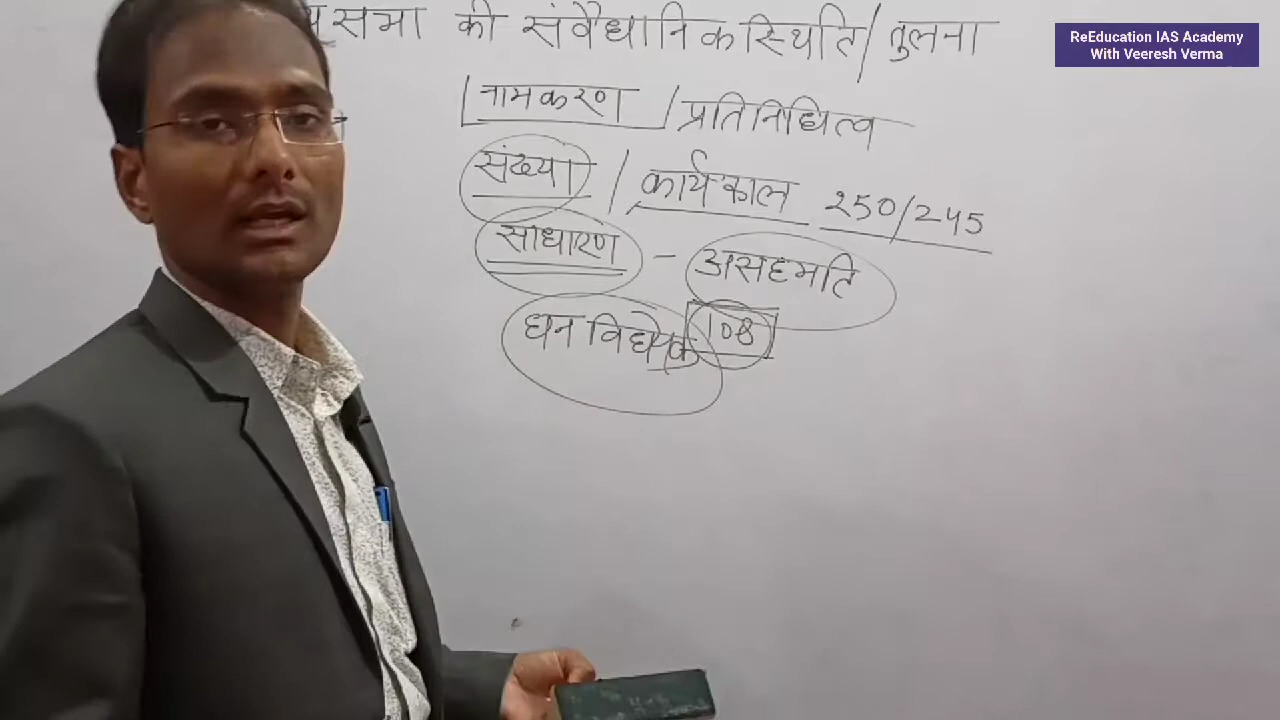 सभा की संवैधानिक स्थिति / तुलना
ReEducation IAS Academy
With Veeresh Verma
नामकरण / प्रतिनिधित्व
संख्या / कार्यकाल 250/245
साधारण - असहमति
धन विधेयक 108